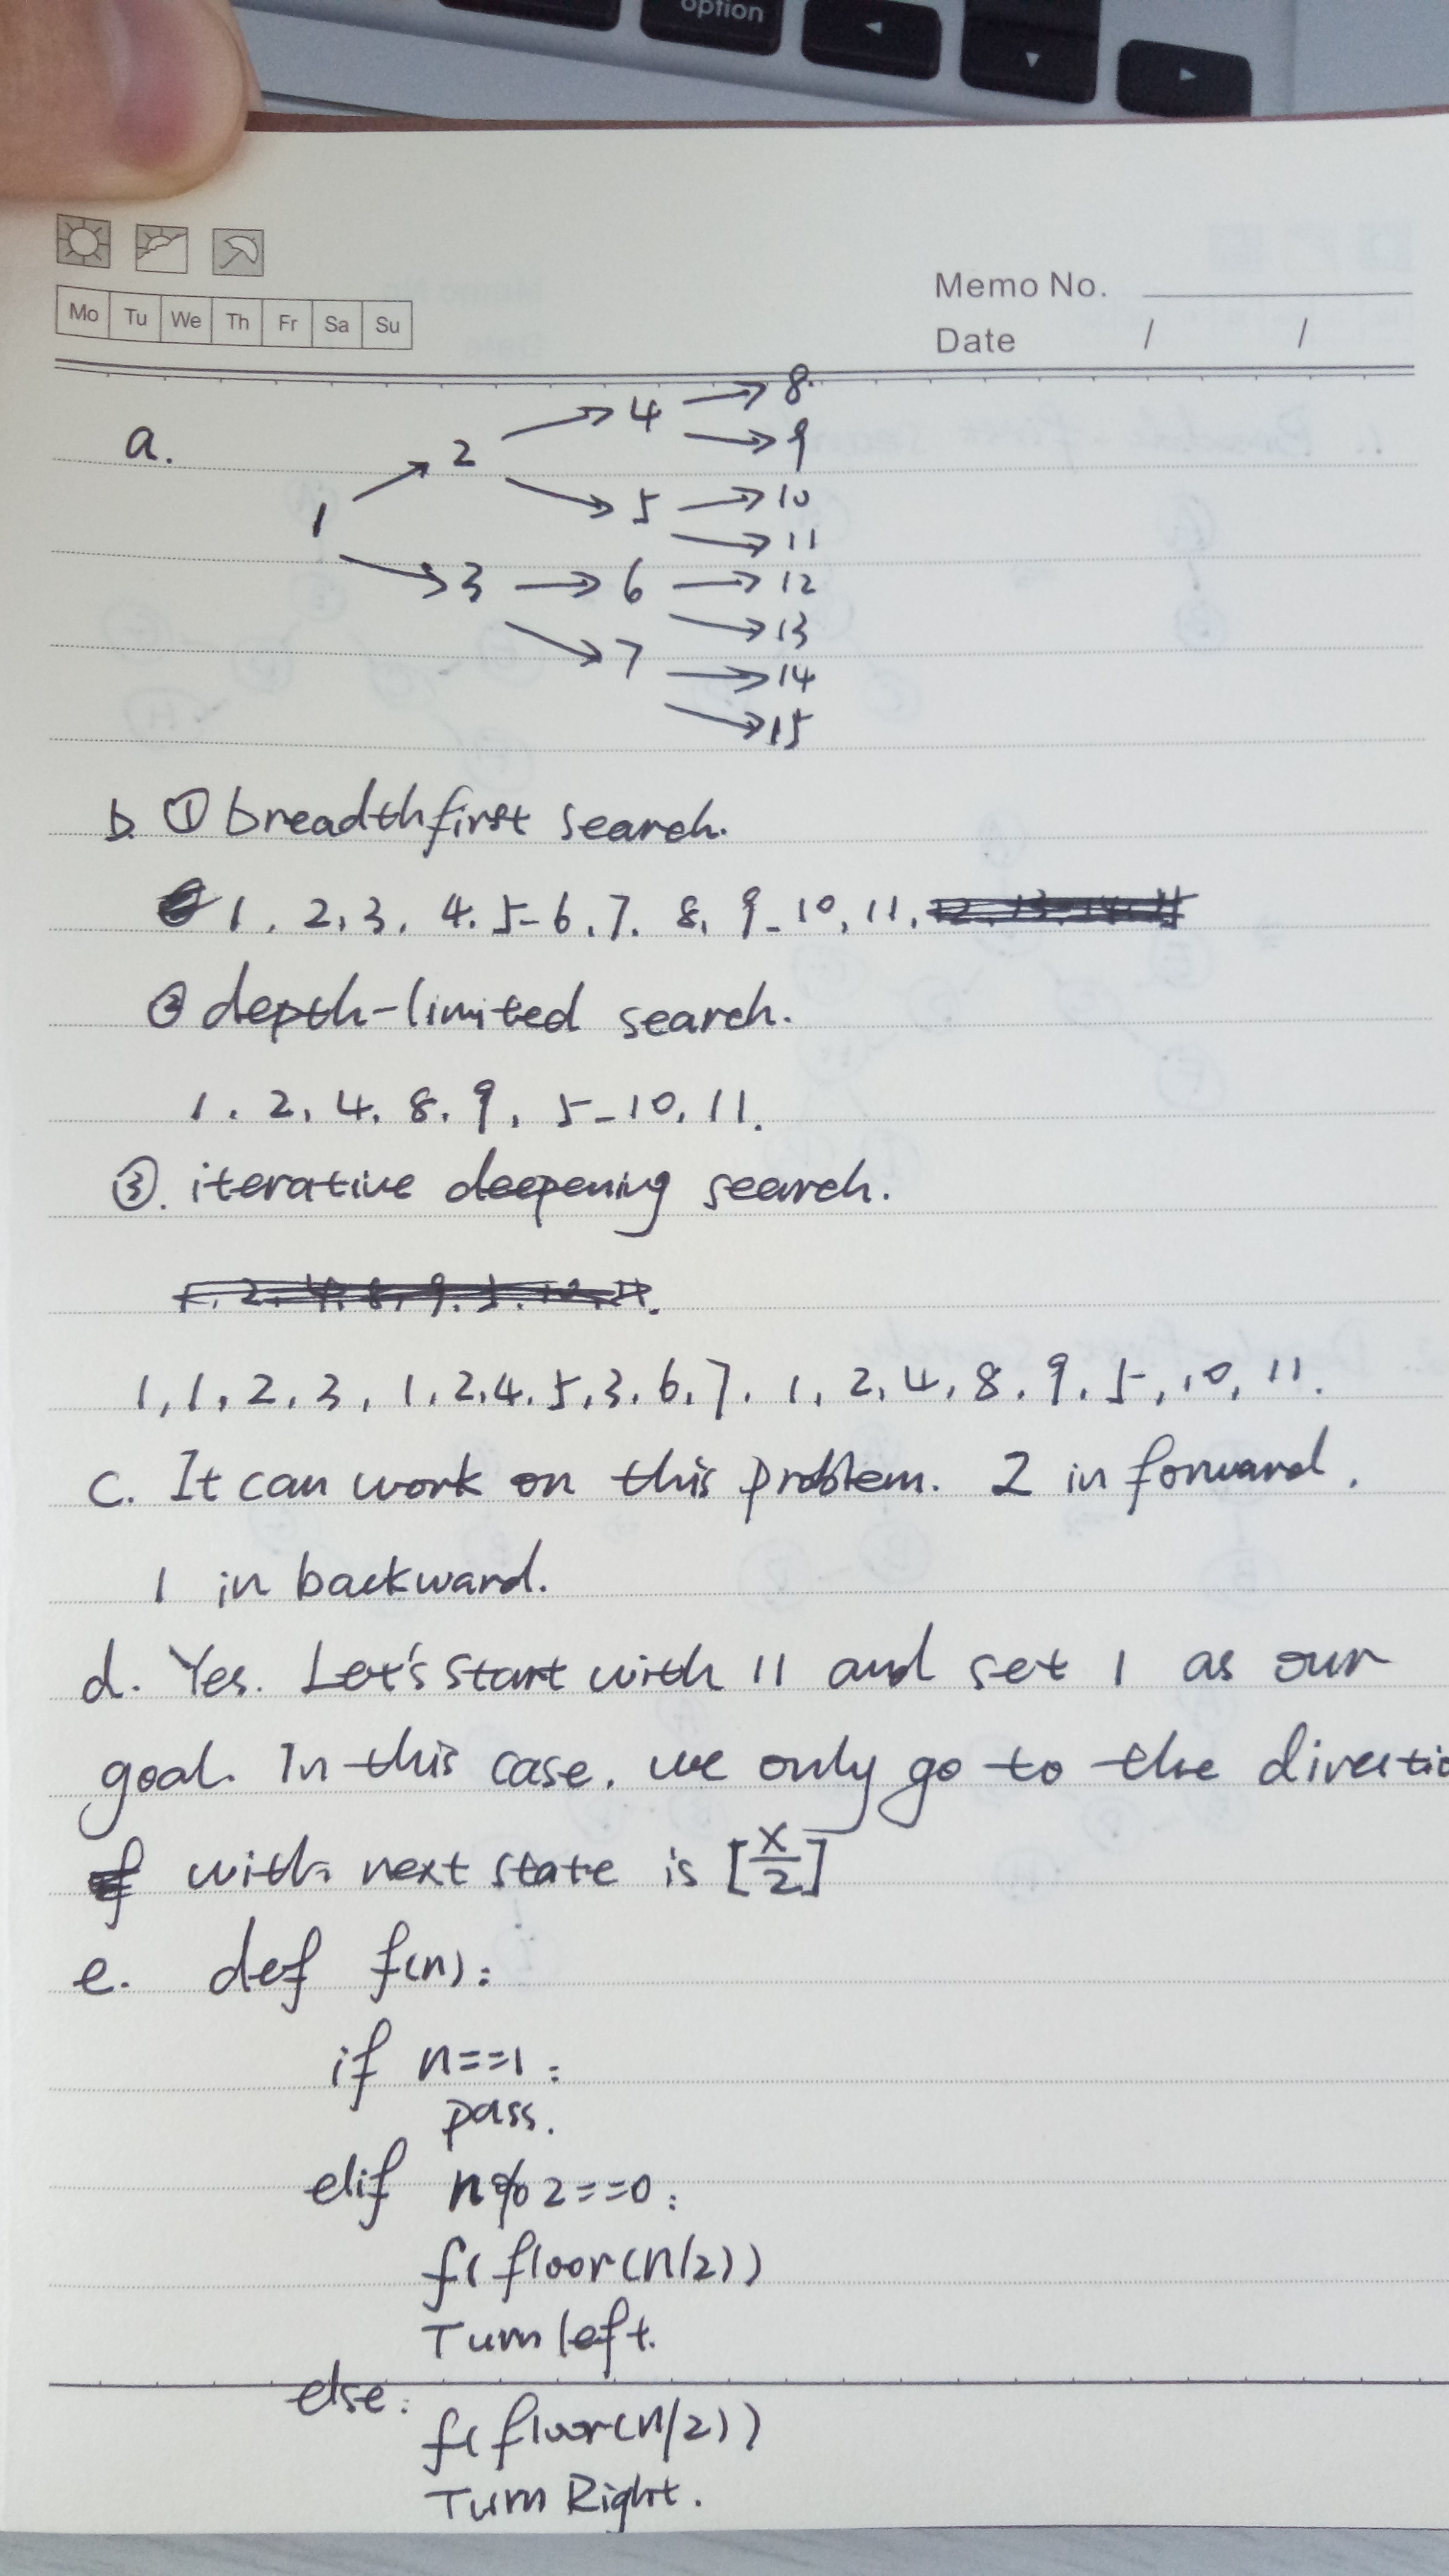 option
Memo No.
Mo Tu We Th Fr Sa Su
Date / /
a.
1 → 2 → 4 → 8
→ 9
→ 5 → 10
→ 11
→ 3 → 6 → 12
→ 13
→ 7 → 14
→ 15
b. ① breadthfirst search.
1, 2, 3, 4. 5- 6, 7. 8, 9- 10, 11,
② depth-limited search.
1. 2, 4, 8, 9, 5- 10, 11.
③. iterative deepening search.
1, 2, 4, 8, 9, 5, 10, 11.
1, 1, 2, 3, 1, 2, 4, 5, 3, 6, 7, 1, 2, 4, 8, 9, 5-, 10, 11.
c. It can work on this problem. 2 in forward,
1 in backward.
d. Yes. Let's start with 11 and set 1 as our
goal. In this case, we only go to the directio
with next state is [x/2]
e. def f(n):
if n==1:
pass.
elif n%2==0:
f(floor(n/2))
Turn left.
else:
f(floor(n/2))
Turn Right.